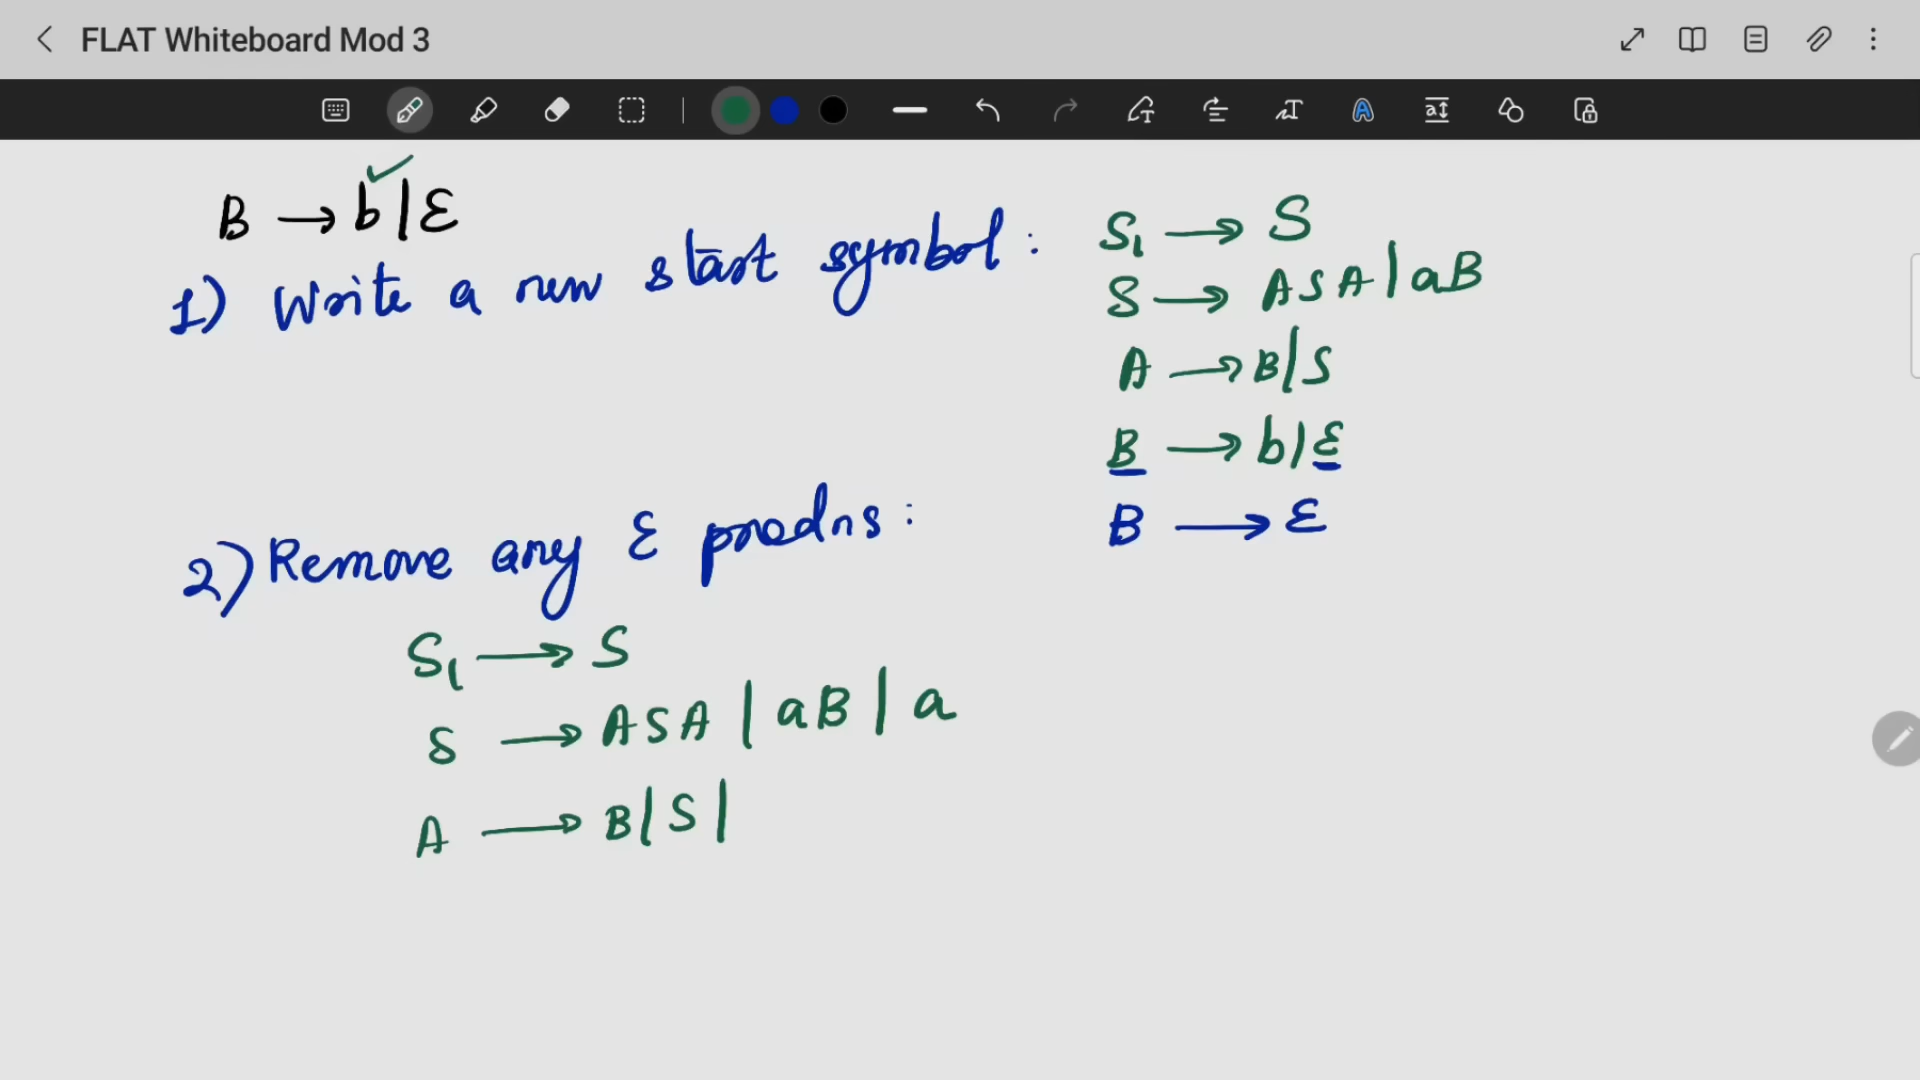 FLAT Whiteboard Mod 3
B → b | ε
1) Write a new start symbol :
S₁ → S
S → ASA | aB
A → B | S
B → b | ε
B → ε
2) Remove any ε prodns :
S₁ → S
S → ASA | aB | a
A → B | S |